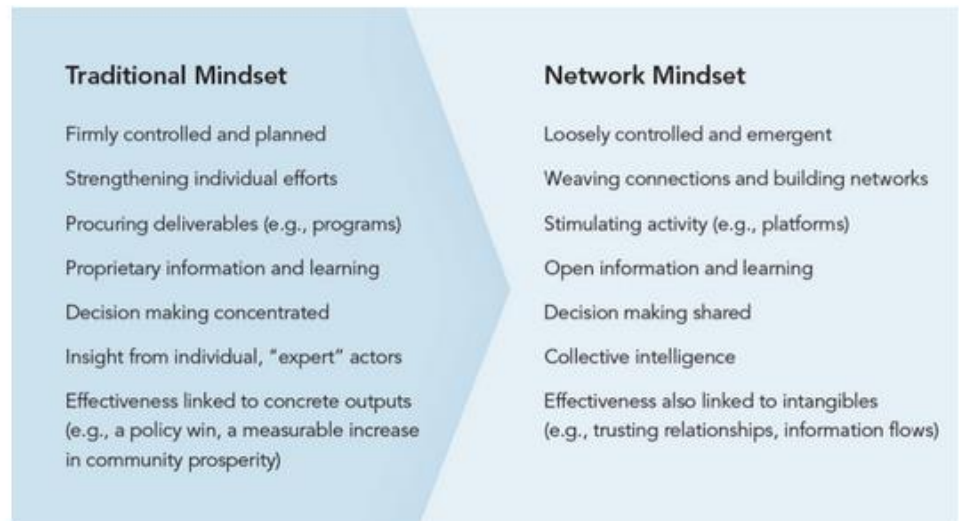 Traditional Mindset
Firmly controlled and planned
Strengthening individual efforts
Procuring deliverables (e.g., programs)
Proprietary information and learning
Decision making concentrated
Insight from individual, “expert” actors
Effectiveness linked to concrete outputs
(e.g., a policy win, a measurable increase
in community prosperity)
Network Mindset
Loosely controlled and emergent
Weaving connections and building networks
Stimulating activity (e.g., platforms)
Open information and learning
Decision making shared
Collective intelligence
Effectiveness also linked to intangibles
(e.g., trusting relationships, information flows)